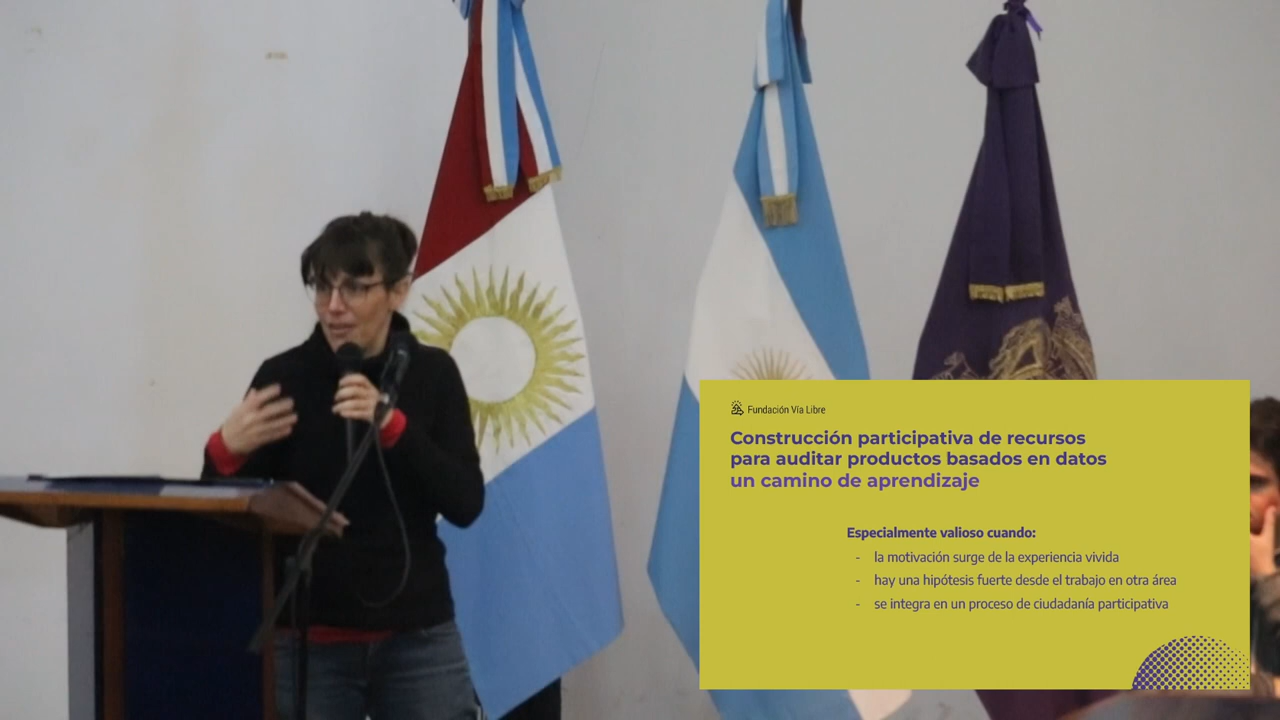 Fundación Vía Libre
Construcción participativa de recursos
para auditar productos basados en datos
un camino de aprendizaje
Especialmente valioso cuando:
- la motivación surge de la experiencia vivida
- hay una hipótesis fuerte desde el trabajo en otra área
- se integra en un proceso de ciudadanía participativa